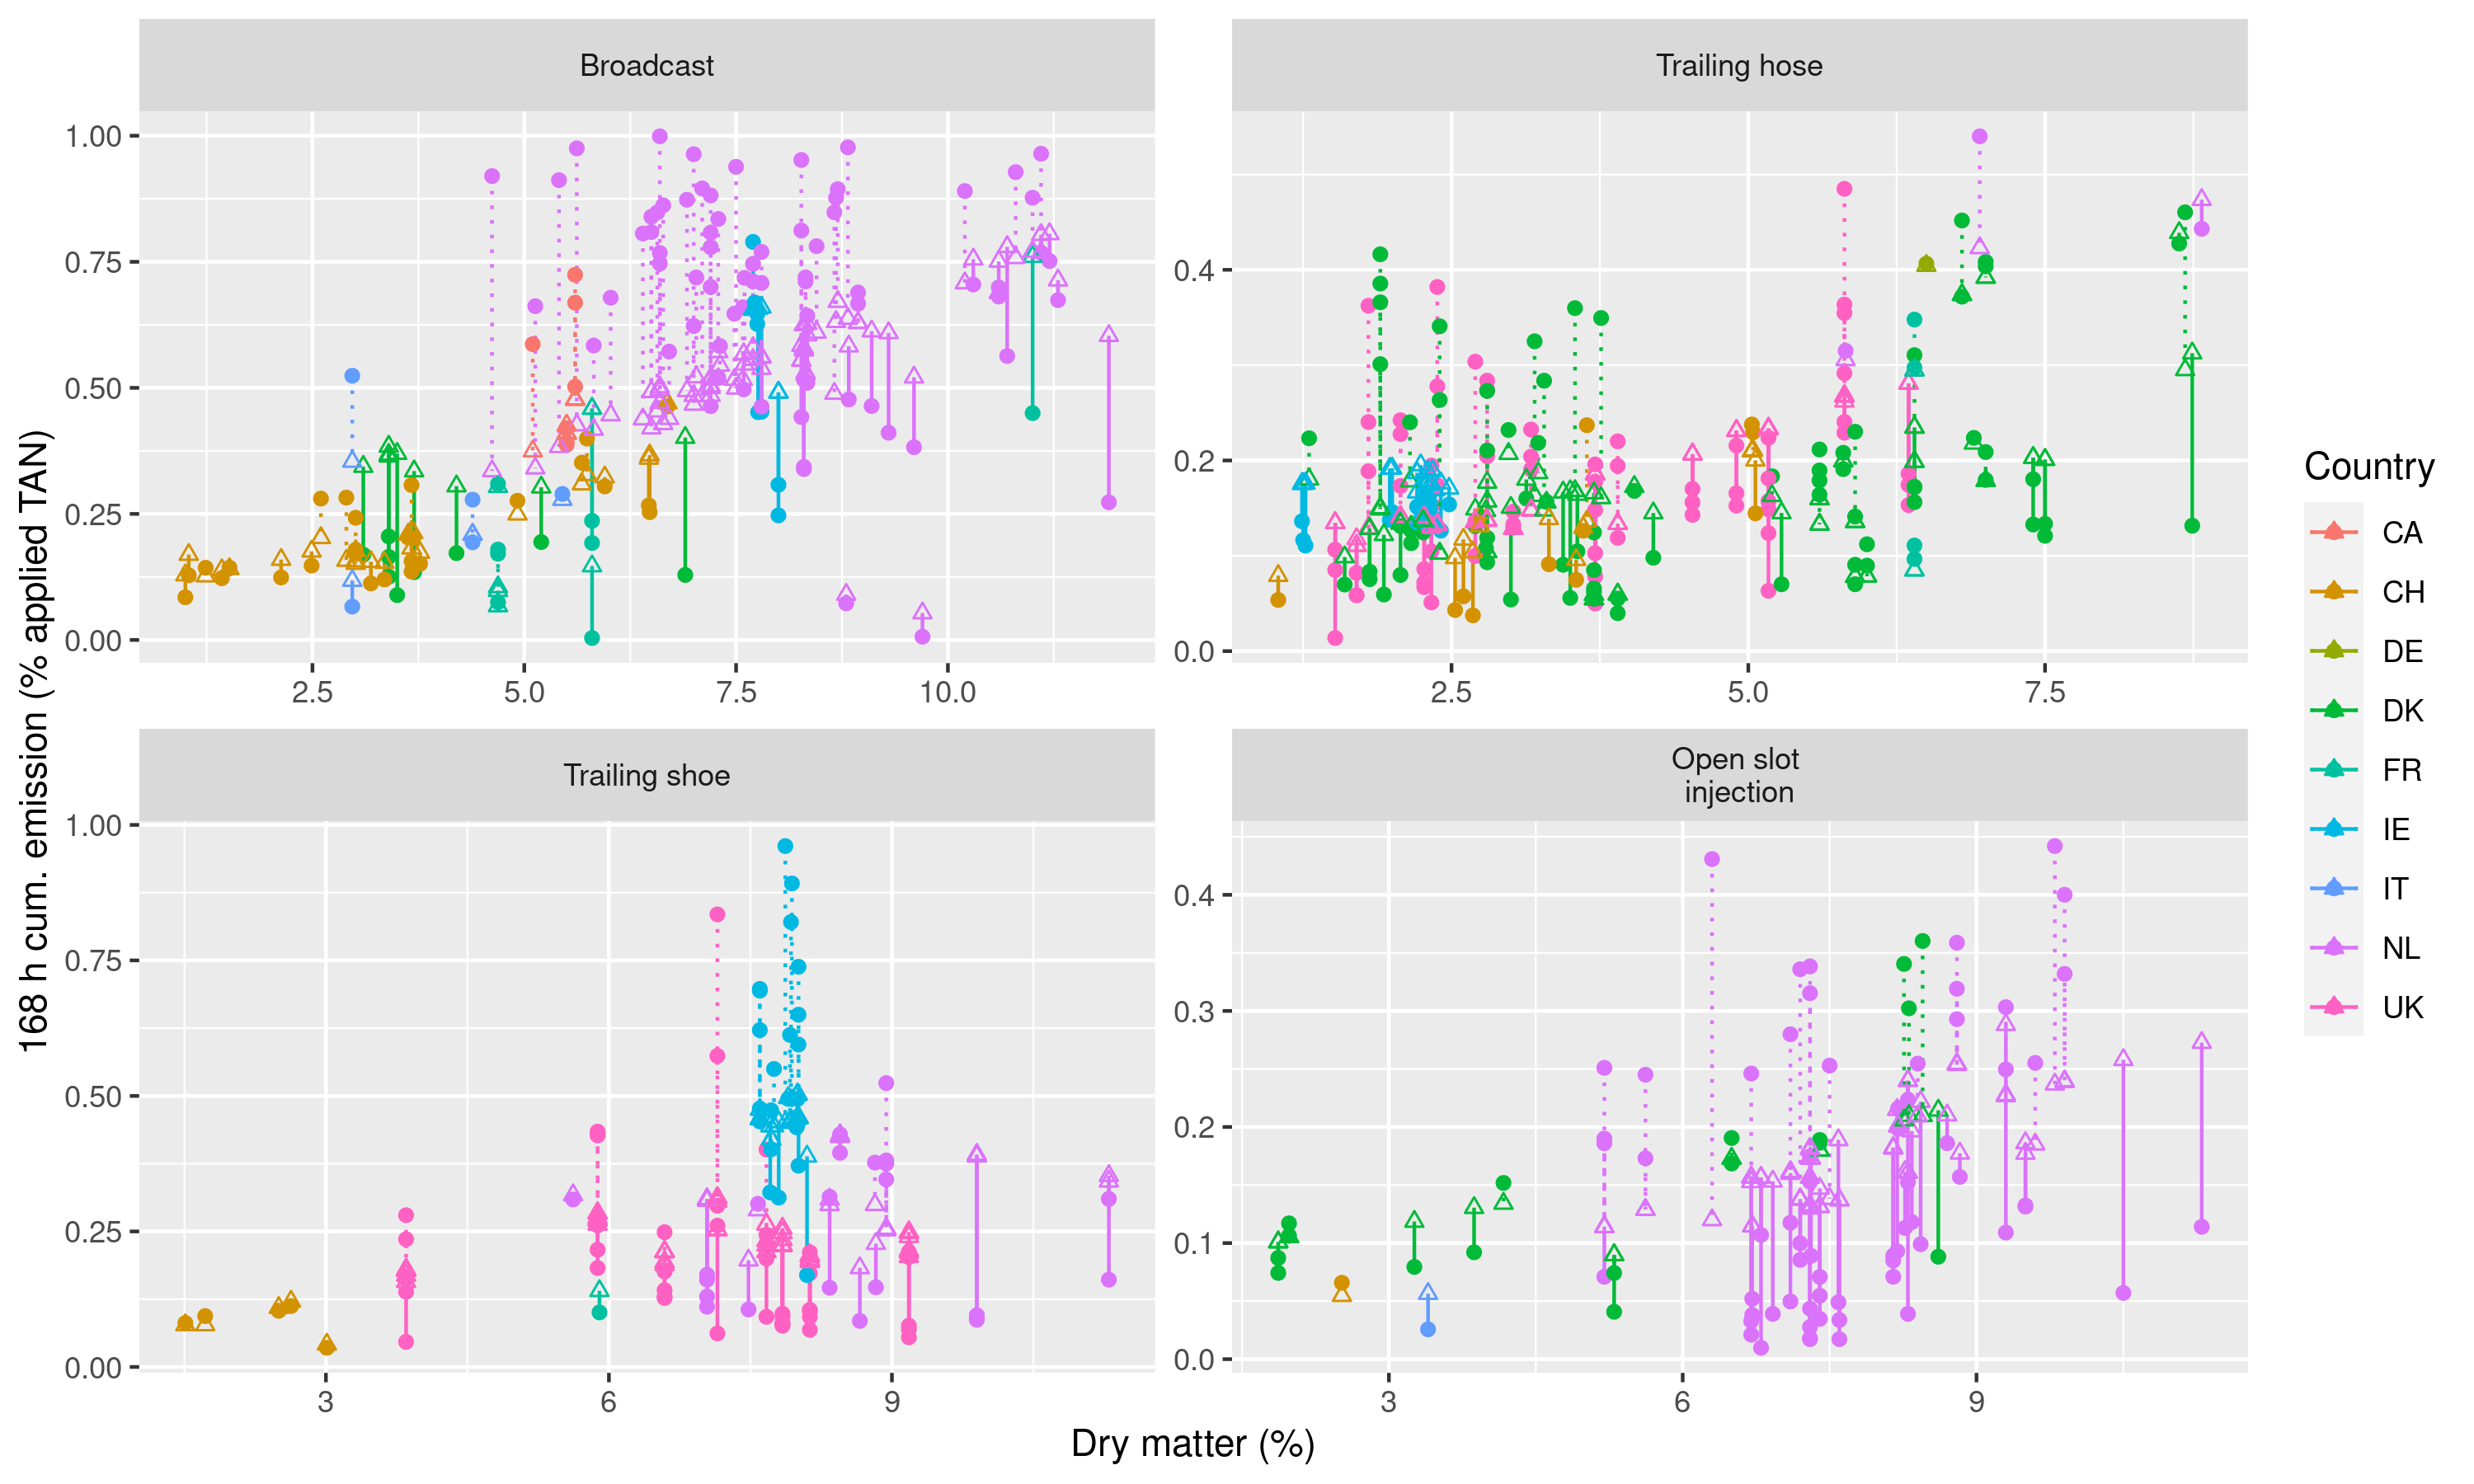 Broadcast
Trailing hose
1.00
0.75
0.50
0.25
0.00
0.4
0.2
0.0
2.5 5.0 7.5 10.0
2.5 5.0 7.5
Trailing shoe
Open slot
injection
1.00
0.75
0.50
0.25
0.00
0.4
0.3
0.2
0.1
0.0
3 6 9
3 6 9
168 h cum. emission (% applied TAN)
Dry matter (%)
Country
CA
CH
DE
DK
FR
IE
IT
NL
UK